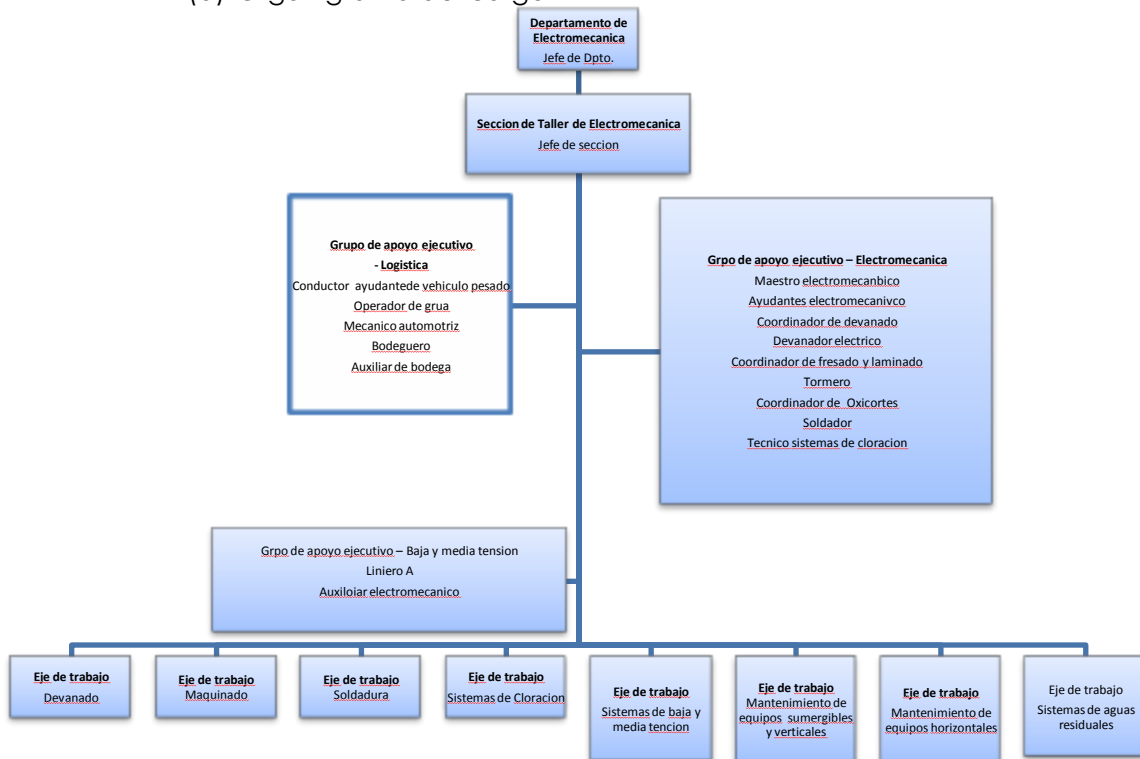 Departamento de
Electromecanica
Jefe de Dpto.
Seccion de Taller de Electromecanica
Jefe de seccion
Grupo de apoyo ejecutivo
- Logistica
Conductor ayudantede vehiculo pesado
Operador de grua
Mecanico automotriz
Bodeguero
Auxiliar de bodega
Grpo de apoyo ejecutivo – Electromecanica
Maestro electromecanbico
Ayudantes electromecanivco
Coordinador de devanado
Devanador electrico
Coordinador de fresado y laminado
Tormero
Coordinador de Oxicortes
Soldador
Tecnico sistemas de cloracion
Grpo de apoyo ejecutivo – Baja y media tension
Liniero A
Auxiloiar electromecanico
Eje de trabajo
Devanado
Eje de trabajo
Maquinado
Eje de trabajo
Soldadura
Eje de trabajo
Sistemas de Cloracion
Eje de trabajo
Sistemas de baja y
media tencion
Eje de trabajo
Mantenimiento de
equipos sumergibles
y verticales
Eje de trabajo
Mantenimiento de
equipos horizontales
Eje de trabajo
Sistemas de aguas
residuales